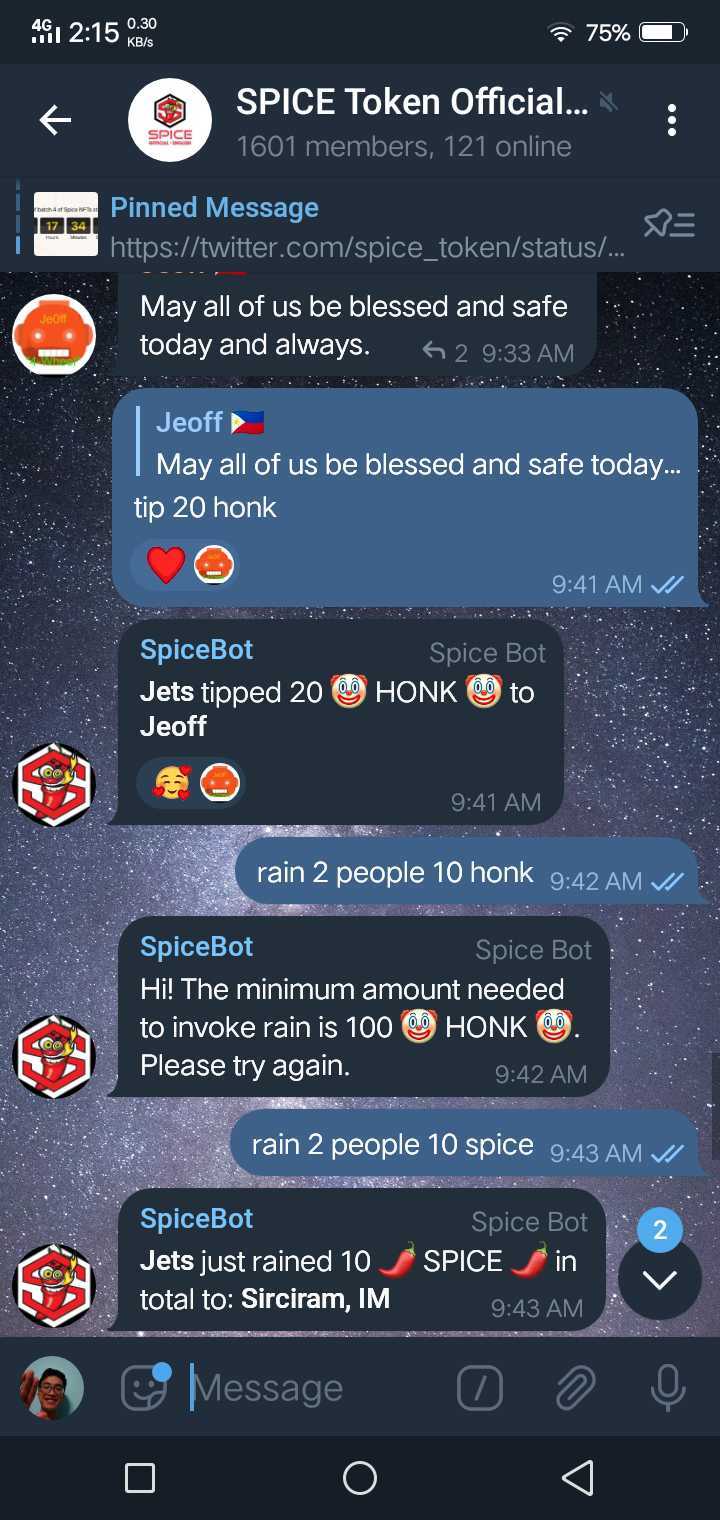 4G 2:15 0.30 KB/s 75%
SPICE Token Official...
1601 members, 121 online
SPICE
Pinned Message
https://twitter.com/spice_token/status/...
17 34
May all of us be blessed and safe
today and always. 2 9:33 AM
Jeoff
May all of us be blessed and safe today...
tip 20 honk
9:41 AM
SpiceBot Spice Bot
Jets tipped 20 🤡 HONK 🤡 to
Jeoff
9:41 AM
rain 2 people 10 honk 9:42 AM
SpiceBot Spice Bot
Hi! The minimum amount needed
to invoke rain is 100 🤡 HONK 🤡.
Please try again. 9:42 AM
rain 2 people 10 spice 9:43 AM
SpiceBot Spice Bot
Jets just rained 10 🌶 SPICE 🌶 in
total to: Sirciram, IM 9:43 AM
2
Message